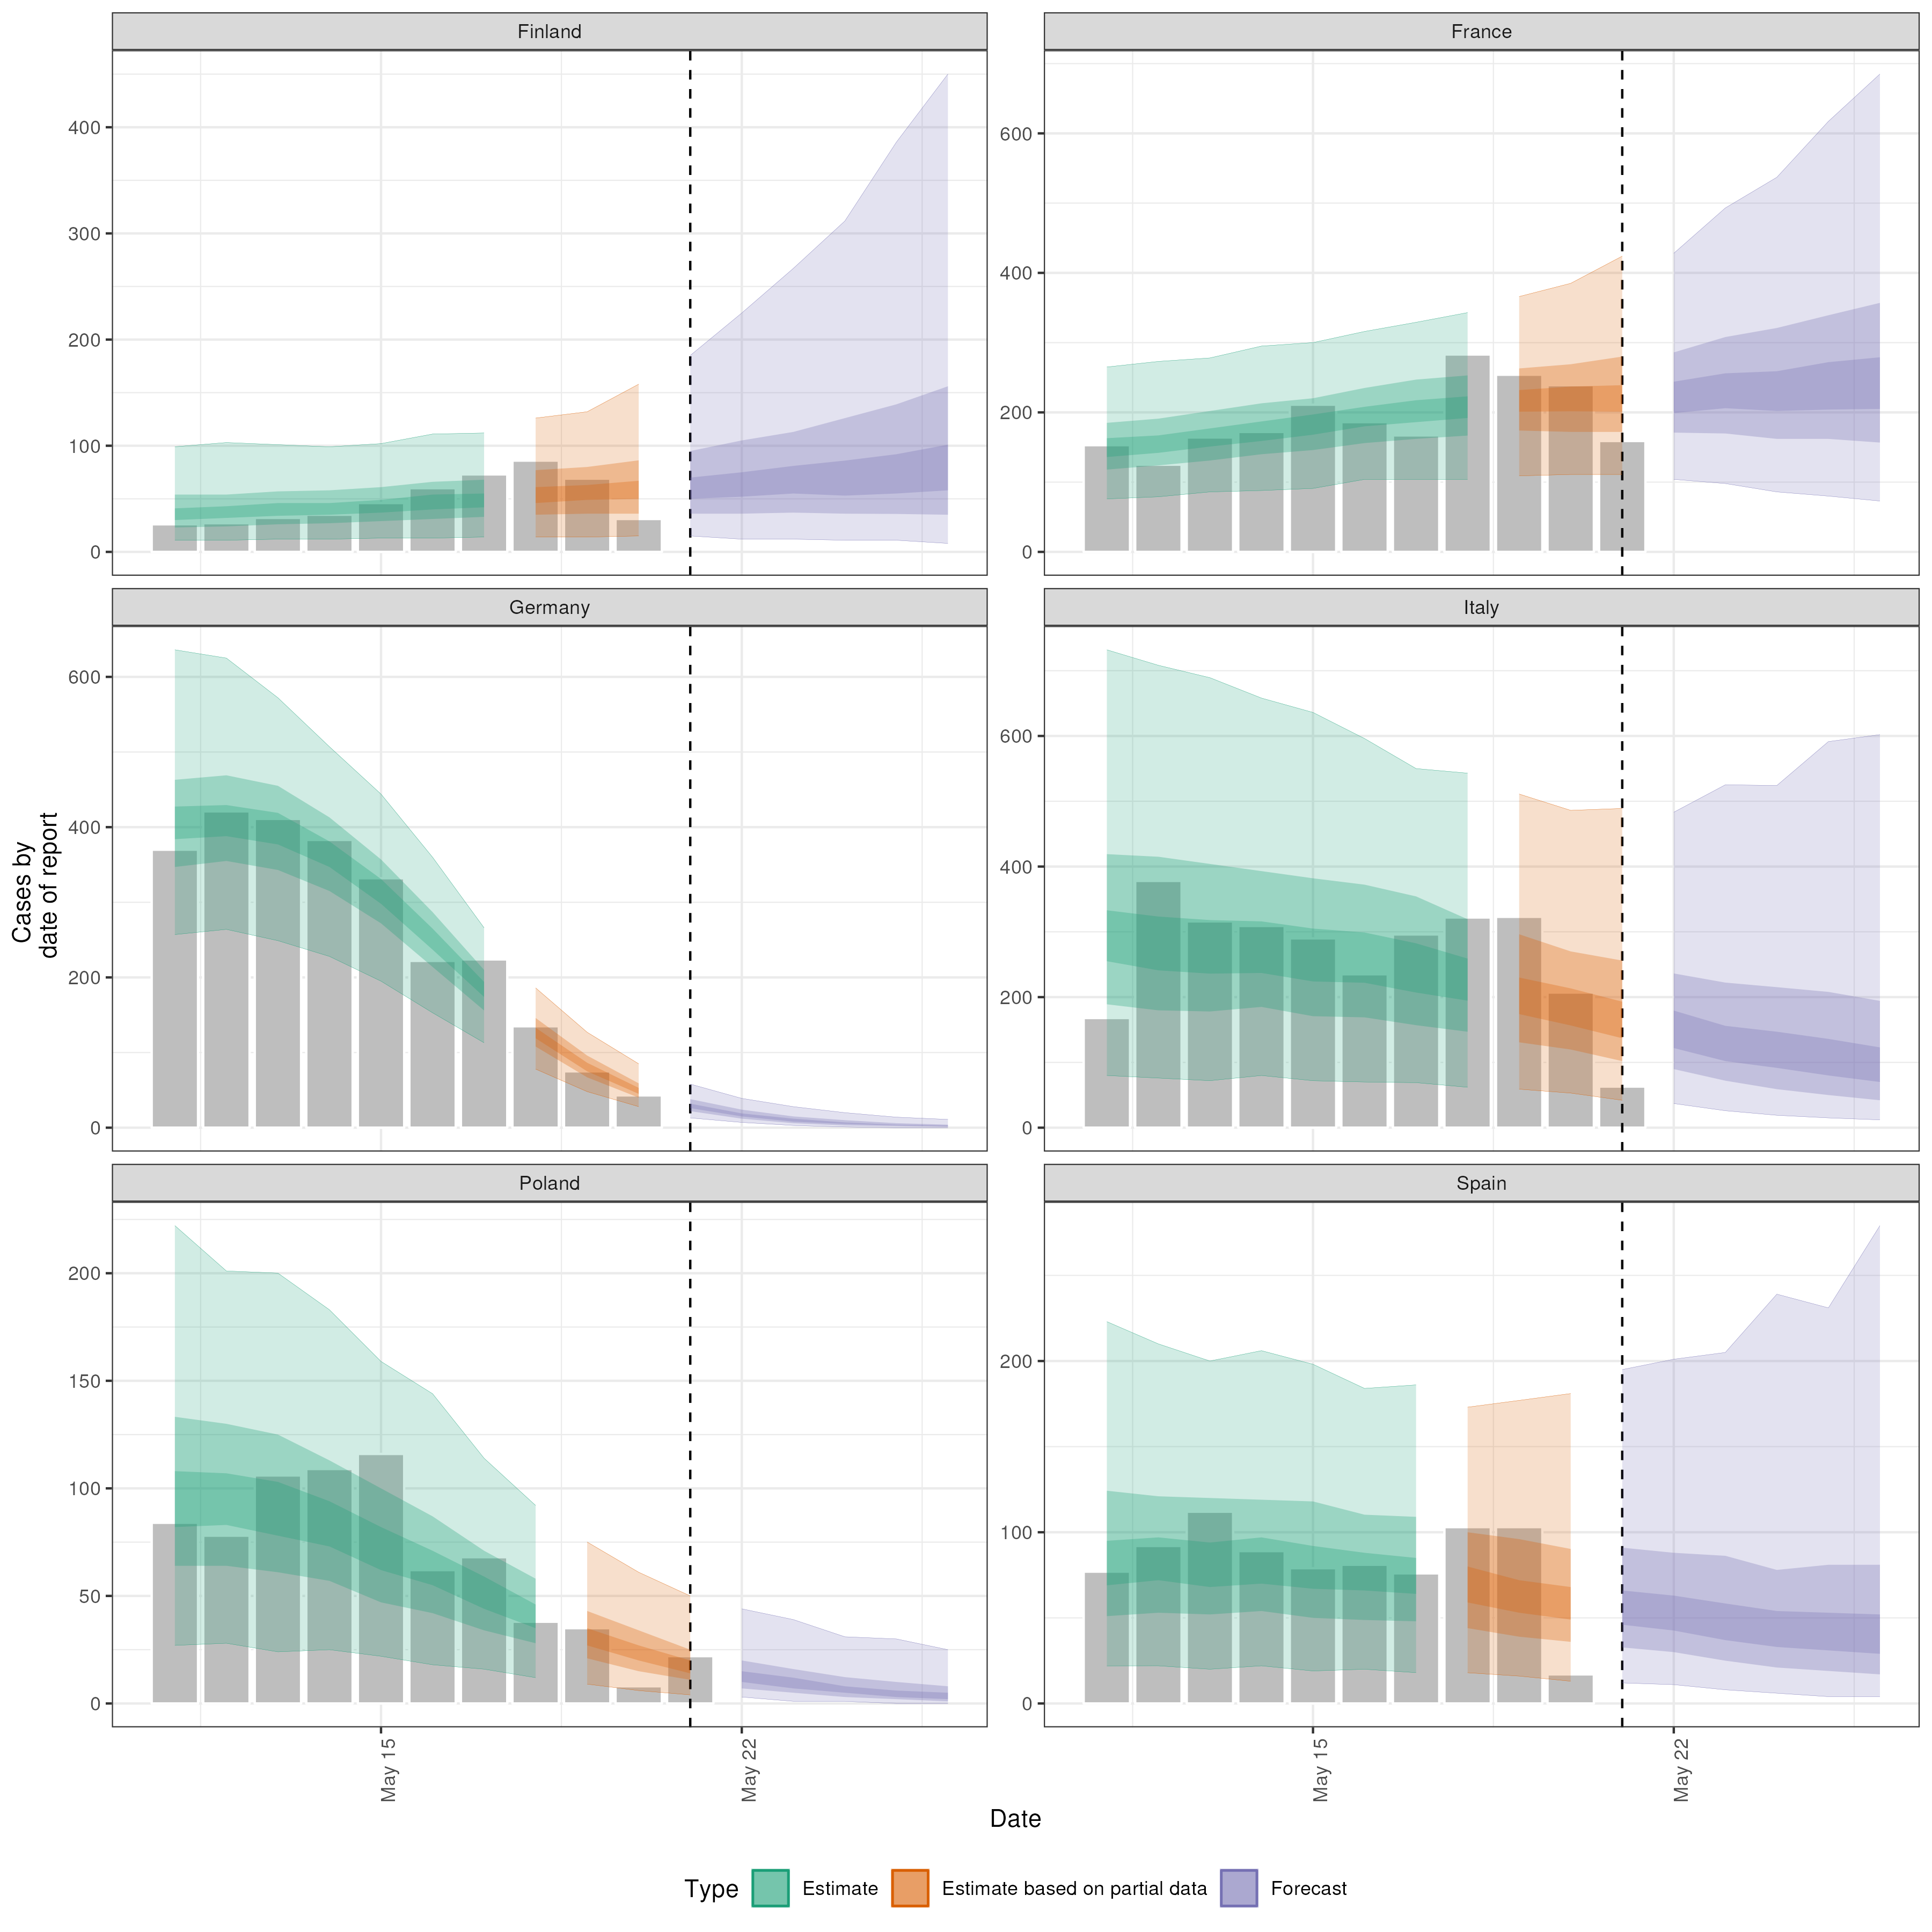 Finland
France
400
300
200
100
0
600
400
200
0
Germany
Italy
600
400
200
0
600
400
200
0
Cases by
date of report
Poland
Spain
200
150
100
50
0
200
100
0
May 15
May 22
May 15
May 22
Date
Type Estimate Estimate based on partial data Forecast